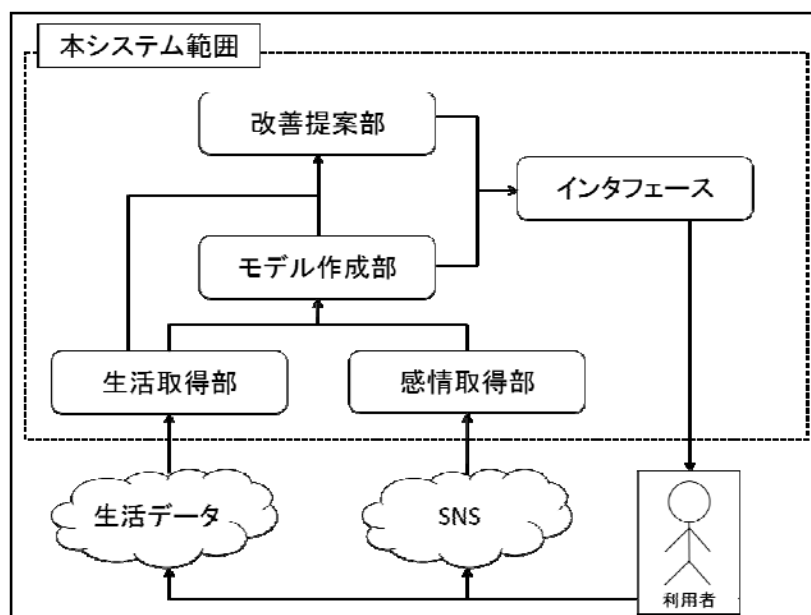 本システム範囲
改善提案部
インタフェース
モデル作成部
生活取得部
感情取得部
生活データ
SNS
利用者